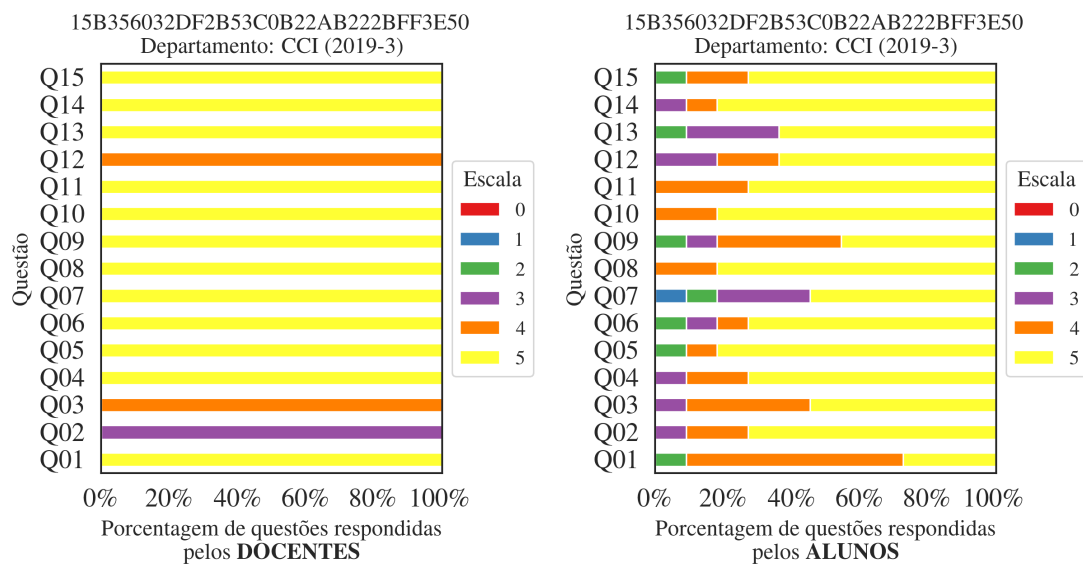 15B356032DF2B53C0B22AB222BFF3E50
Departamento: CCI (2019-3)
Questão
Q15
Q14
Q13
Q12
Q11
Q10
Q09
Q08
Q07
Q06
Q05
Q04
Q03
Q02
Q01
0% 20% 40% 60% 80% 100%
Porcentagem de questões respondidas
pelos DOCENTES
Escala
0
1
2
3
4
5
15B356032DF2B53C0B22AB222BFF3E50
Departamento: CCI (2019-3)
Questão
Q15
Q14
Q13
Q12
Q11
Q10
Q09
Q08
Q07
Q06
Q05
Q04
Q03
Q02
Q01
0% 20% 40% 60% 80% 100%
Porcentagem de questões respondidas
pelos ALUNOS
Escala
0
1
2
3
4
5